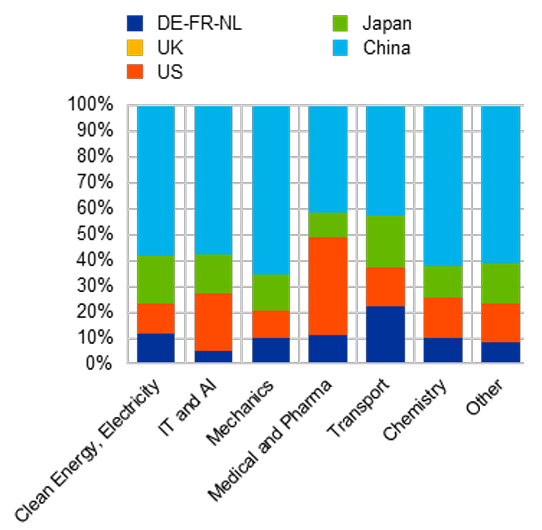 DE-FR-NL
UK
US
Japan
China
100%
90%
80%
70%
60%
50%
40%
30%
20%
10%
0%
Clean Energy, Electricity
IT and AI
Mechanics
Medical and Pharma
Transport
Chemistry
Other